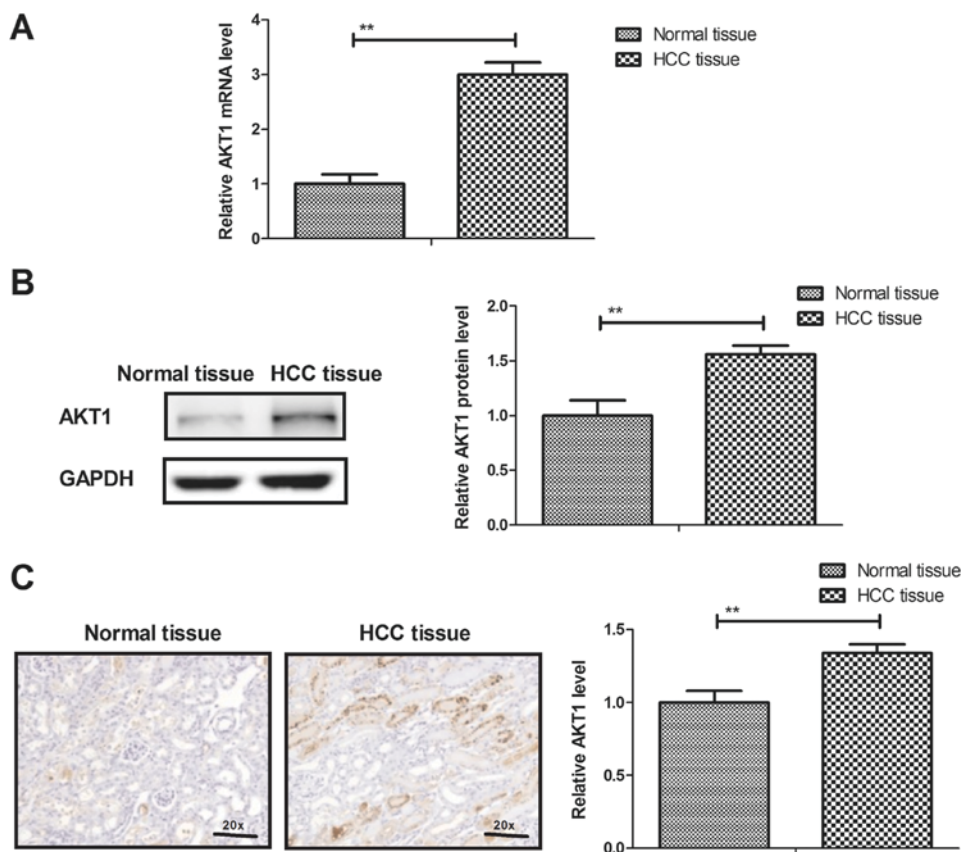 A
Relative AKT1 mRNA level
4
3
2
1
0
**
Normal tissue
HCC tissue
B
Normal tissue HCC tissue
AKT1
GAPDH
Relative AKT1 protein level
2.0
1.5
1.0
0.5
0.0
**
Normal tissue
HCC tissue
C
Normal tissue
HCC tissue
20x
20x
Relative AKT1 level
1.5
1.0
0.5
0.0
**
Normal tissue
HCC tissue